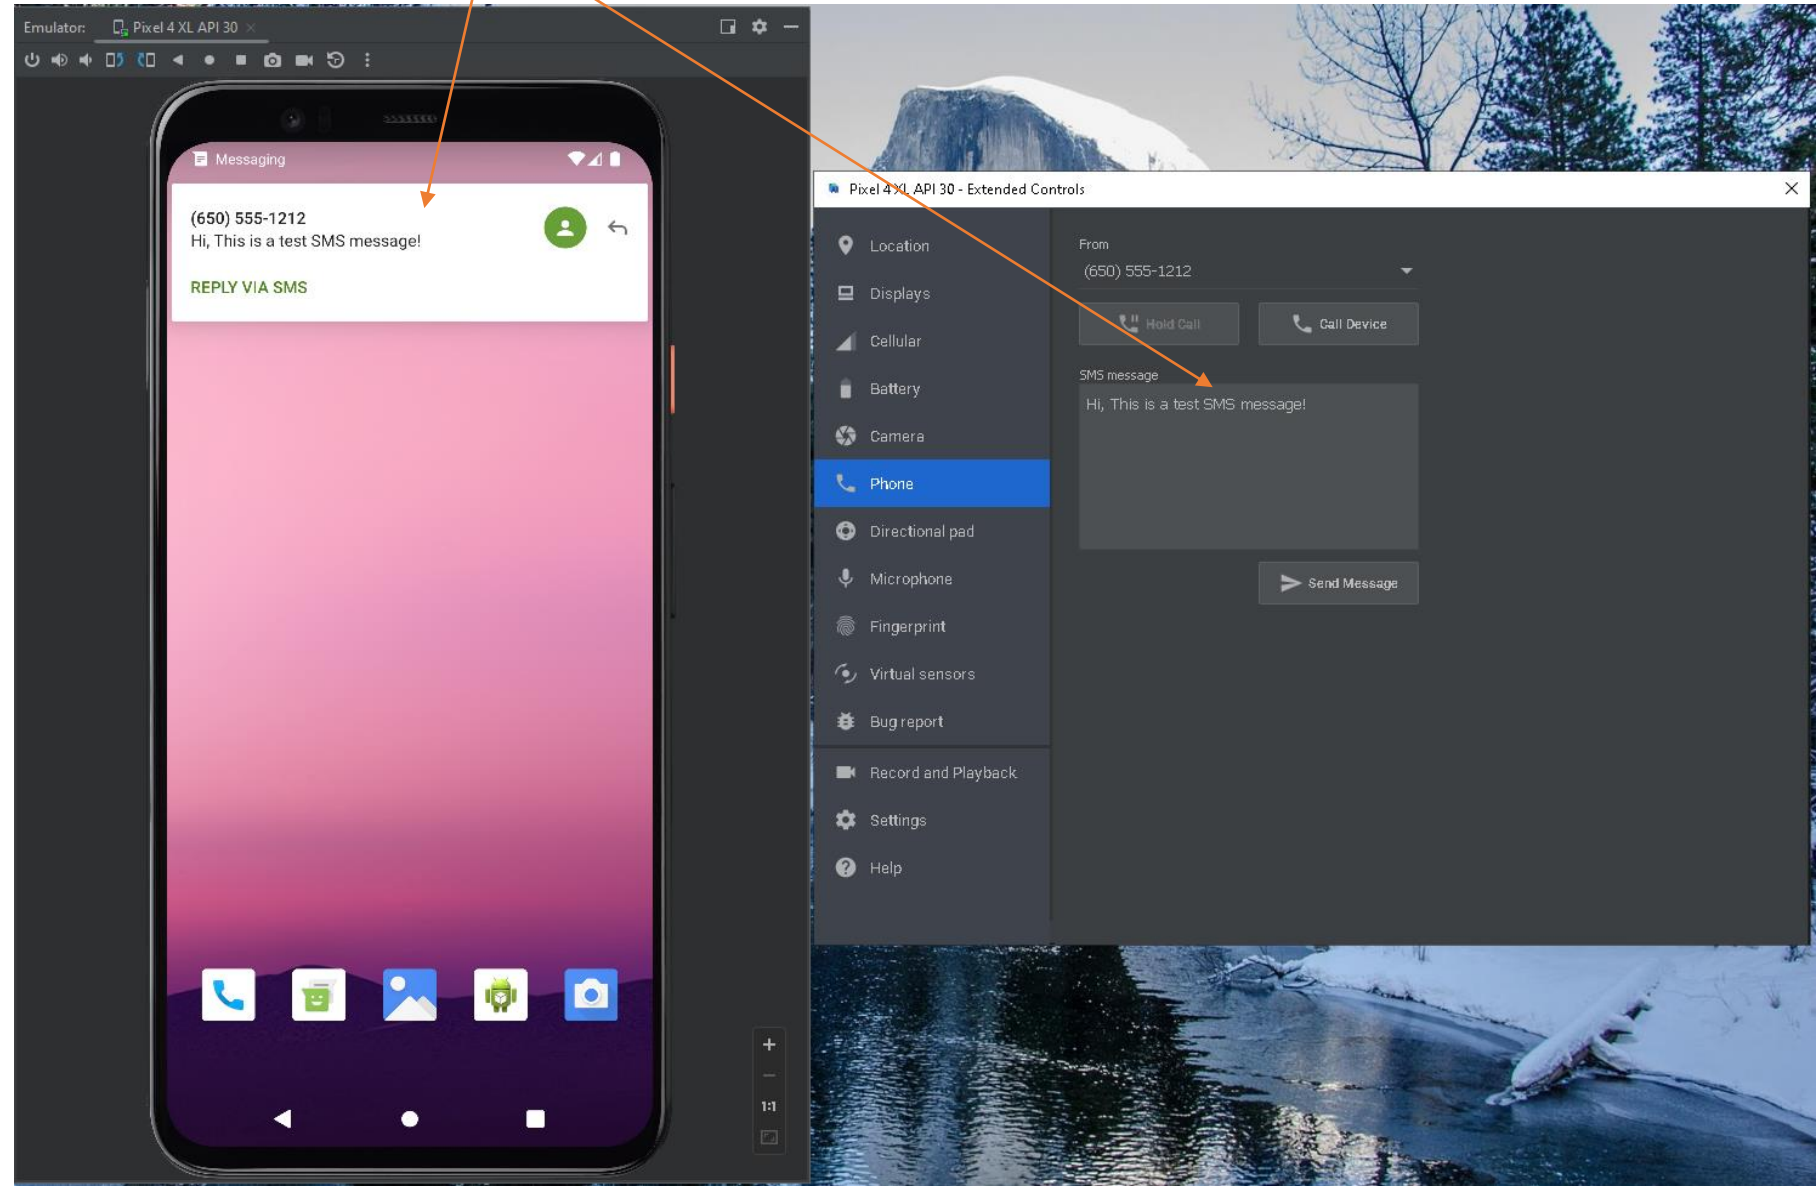 Emulator: Pixel 4 XL API 30
Messaging
(650) 555-1212
Hi, This is a test SMS message!
REPLY VIA SMS
1:1
Pixel 4 XL API 30 - Extended Controls
Location
Displays
Cellular
Battery
Camera
Phone
Directional pad
Microphone
Fingerprint
Virtual sensors
Bug report
Record and Playback
Settings
Help
From
(650) 555-1212
Hold Call
Call Device
SMS message
Hi, This is a test SMS message!
Send Message